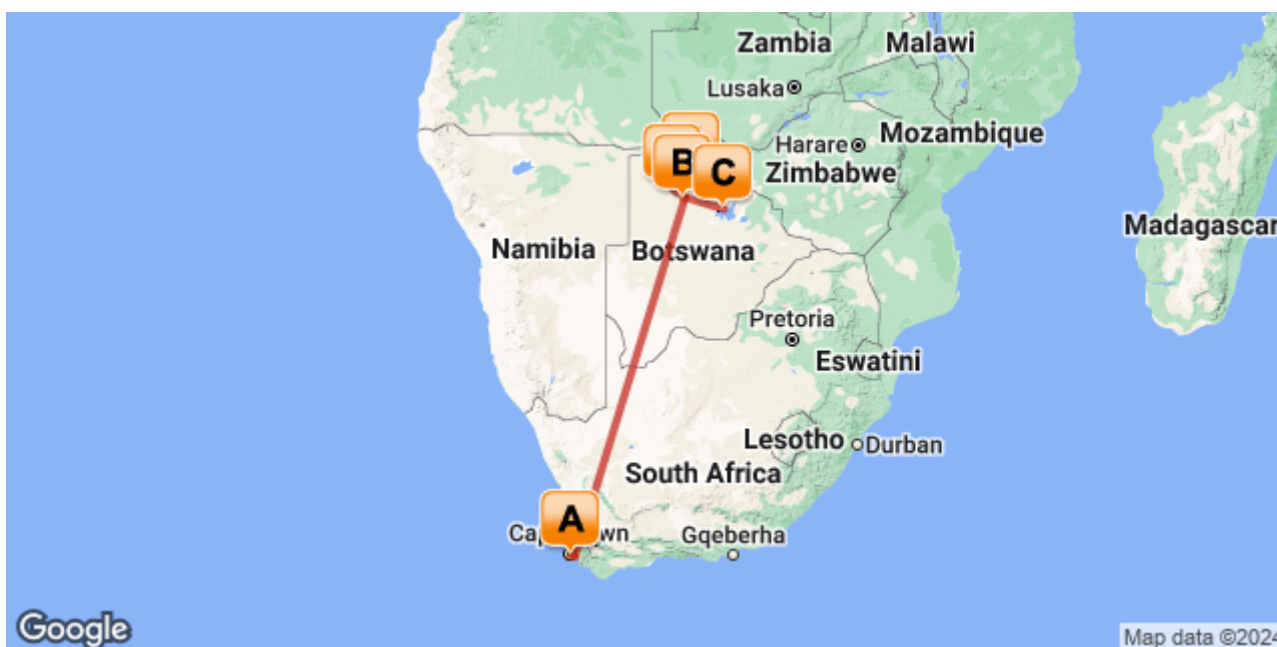 Zambia
Malawi
Lusaka
Mozambique
Harare
Zimbabwe
B
C
Madagascar
Namibia
Botswana
Pretoria
Eswatini
Lesotho
Durban
South Africa
A
Gqeberha
Google
Map data ©2024